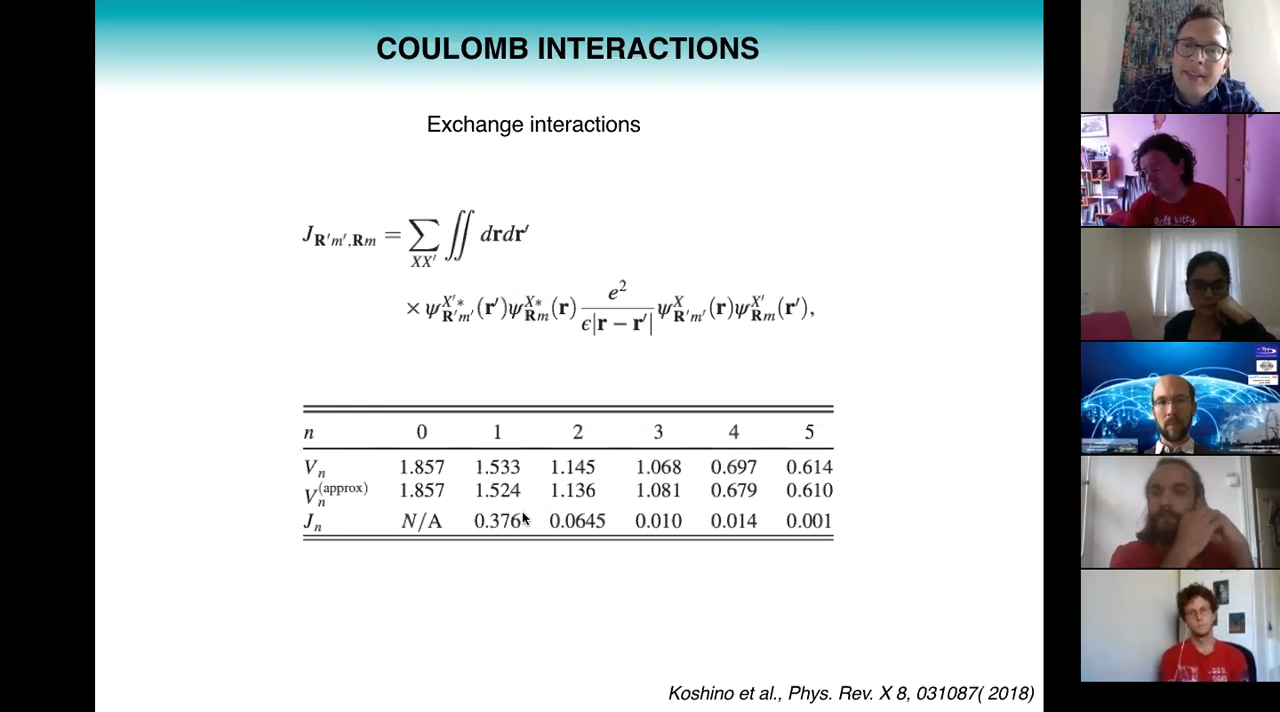 COULOMB INTERACTIONS
Exchange interactions
J_{R'm',Rm} = ∑_{XX'} ∬ drdr'
× ψ^{X'*}_{R'm'}(r')ψ^{X*}_{Rm}(r) e²/ϵ|r − r'| ψ^{X}_{R'm'}(r)ψ^{X'}_{Rm}(r'),
n 0 1 2 3 4 5
V_n 1.857 1.533 1.145 1.068 0.697 0.614
V_n^{(approx)} 1.857 1.524 1.136 1.081 0.679 0.610
J_n N/A 0.376 0.0645 0.010 0.014 0.001
Koshino et al., Phys. Rev. X 8, 031087( 2018)